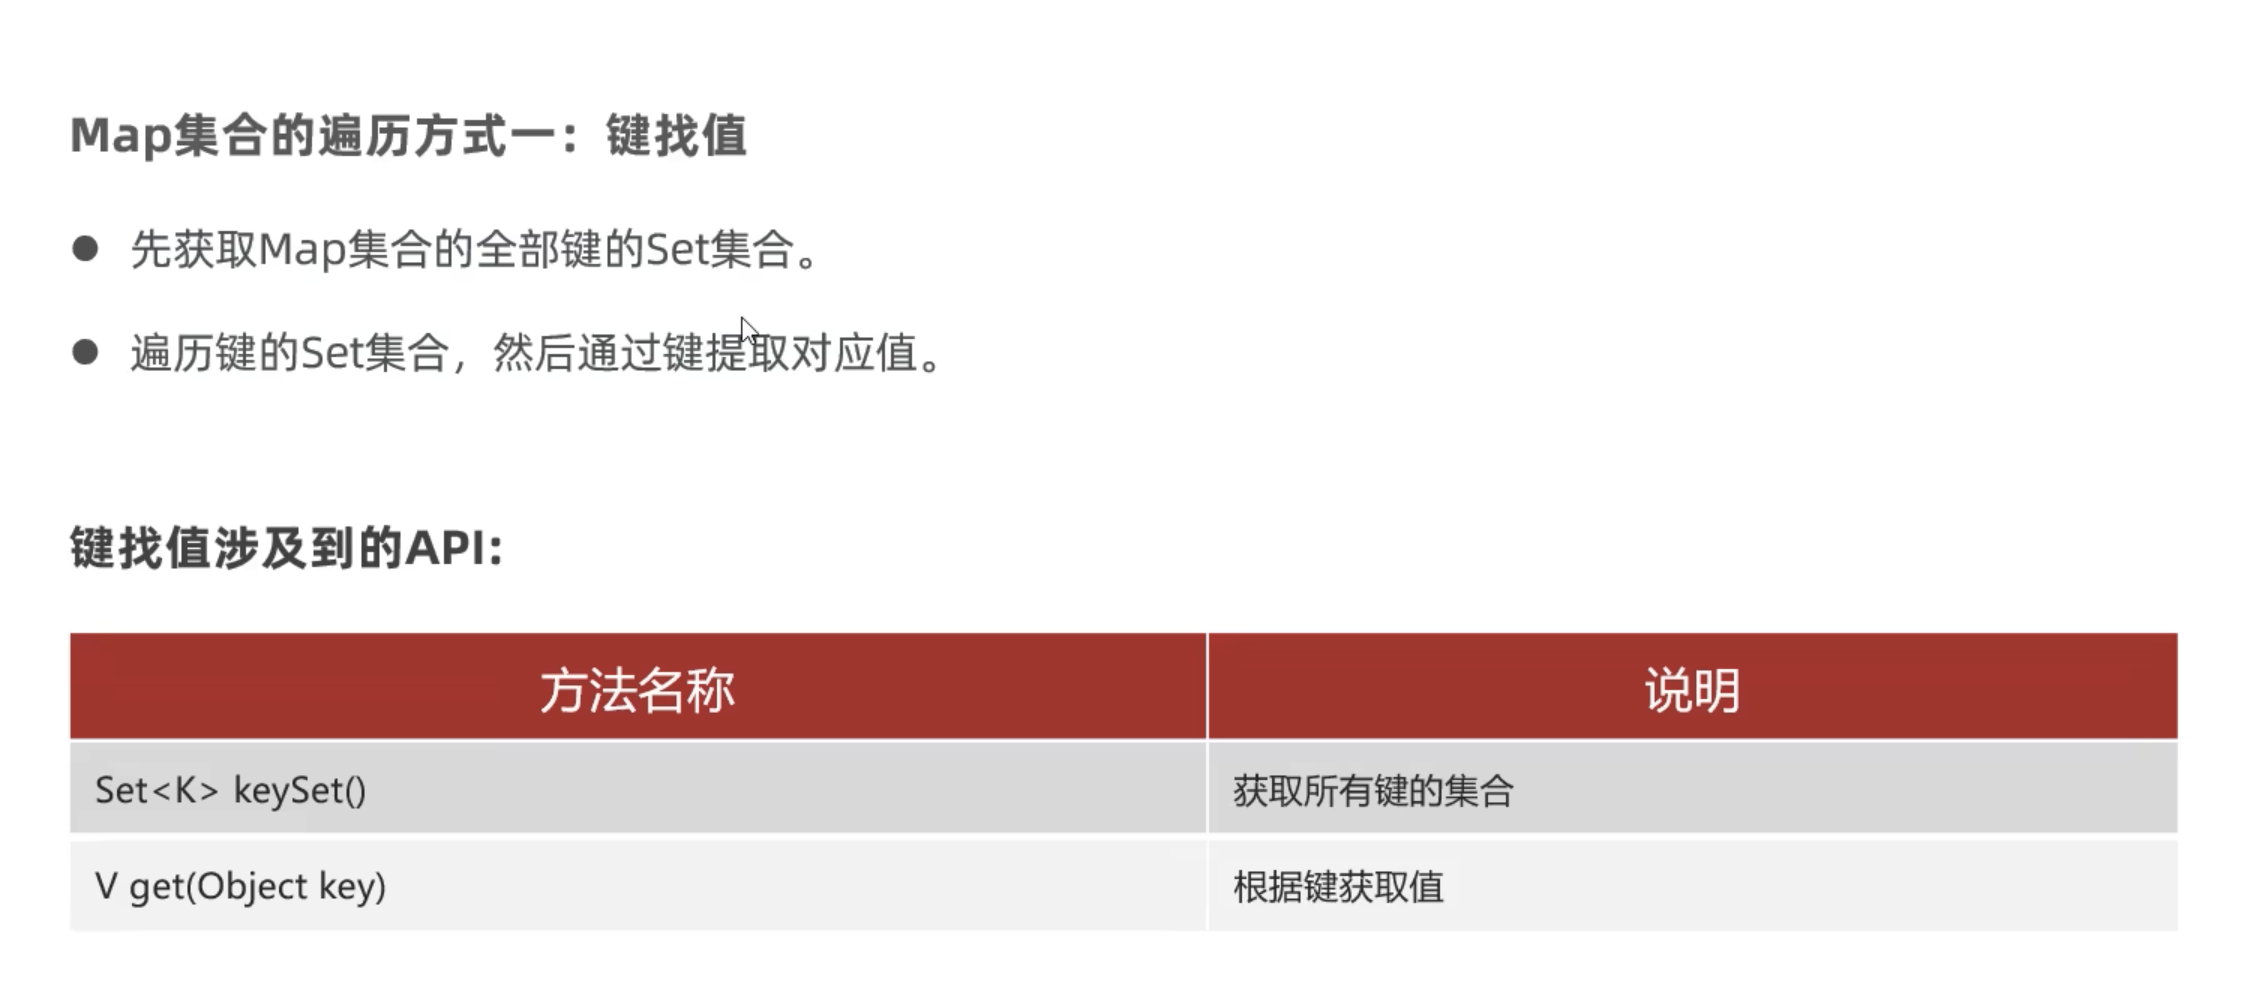 Map集合的遍历方式一：键找值
● 先获取Map集合的全部键的Set集合。
● 遍历键的Set集合，然后通过键提取对应值。
键找值涉及到的API:
方法名称 说明
Set<K> keySet() 获取所有键的集合
V get(Object key) 根据键获取值